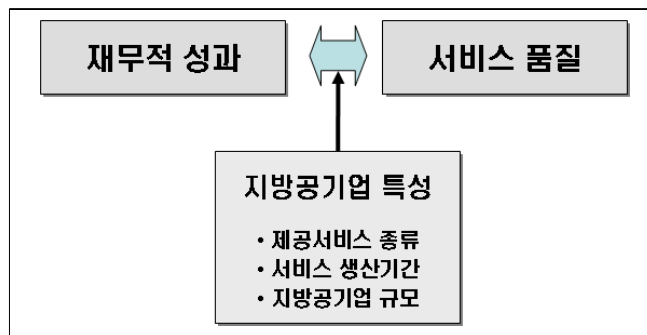 재무적 성과
서비스 품질
지방공기업 특성
• 제공서비스 종류
• 서비스 생산기간
• 지방공기업 규모